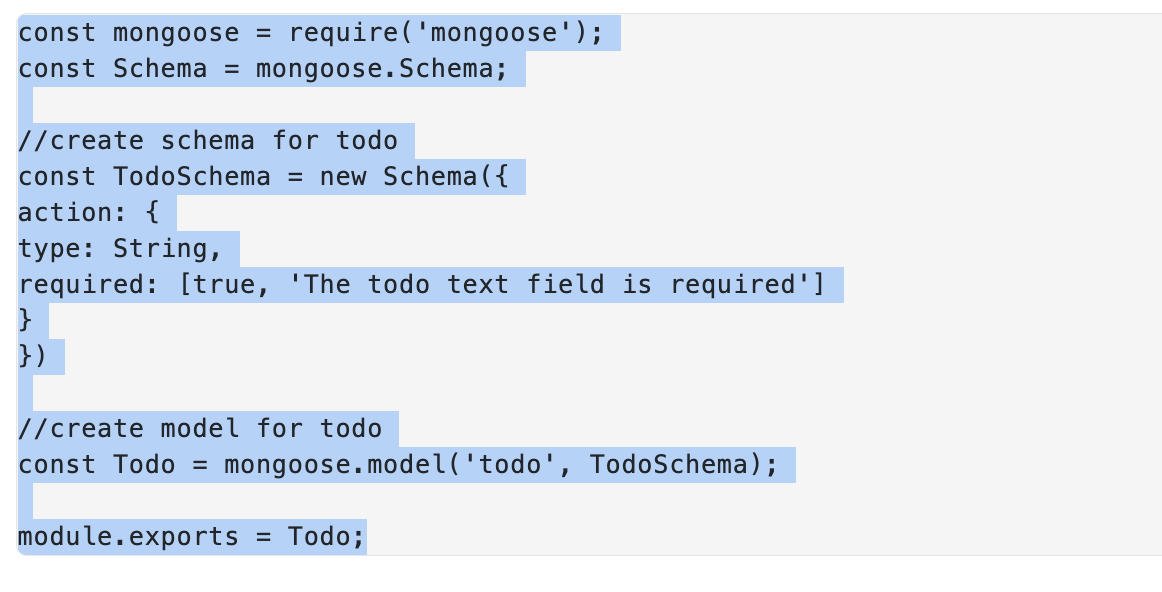 const mongoose = require('mongoose');
const Schema = mongoose.Schema;

//create schema for todo
const TodoSchema = new Schema({
action: {
type: String,
required: [true, 'The todo text field is required']
}
})

//create model for todo
const Todo = mongoose.model('todo', TodoSchema);

module.exports = Todo;